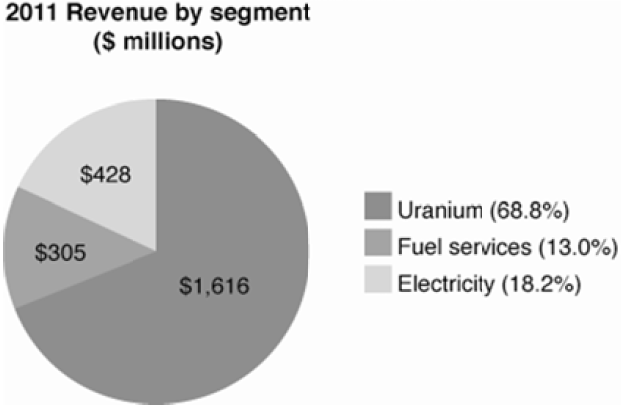 2011 Revenue by segment
($ millions)
$428
$305
$1,616
Uranium (68.8%)
Fuel services (13.0%)
Electricity (18.2%)